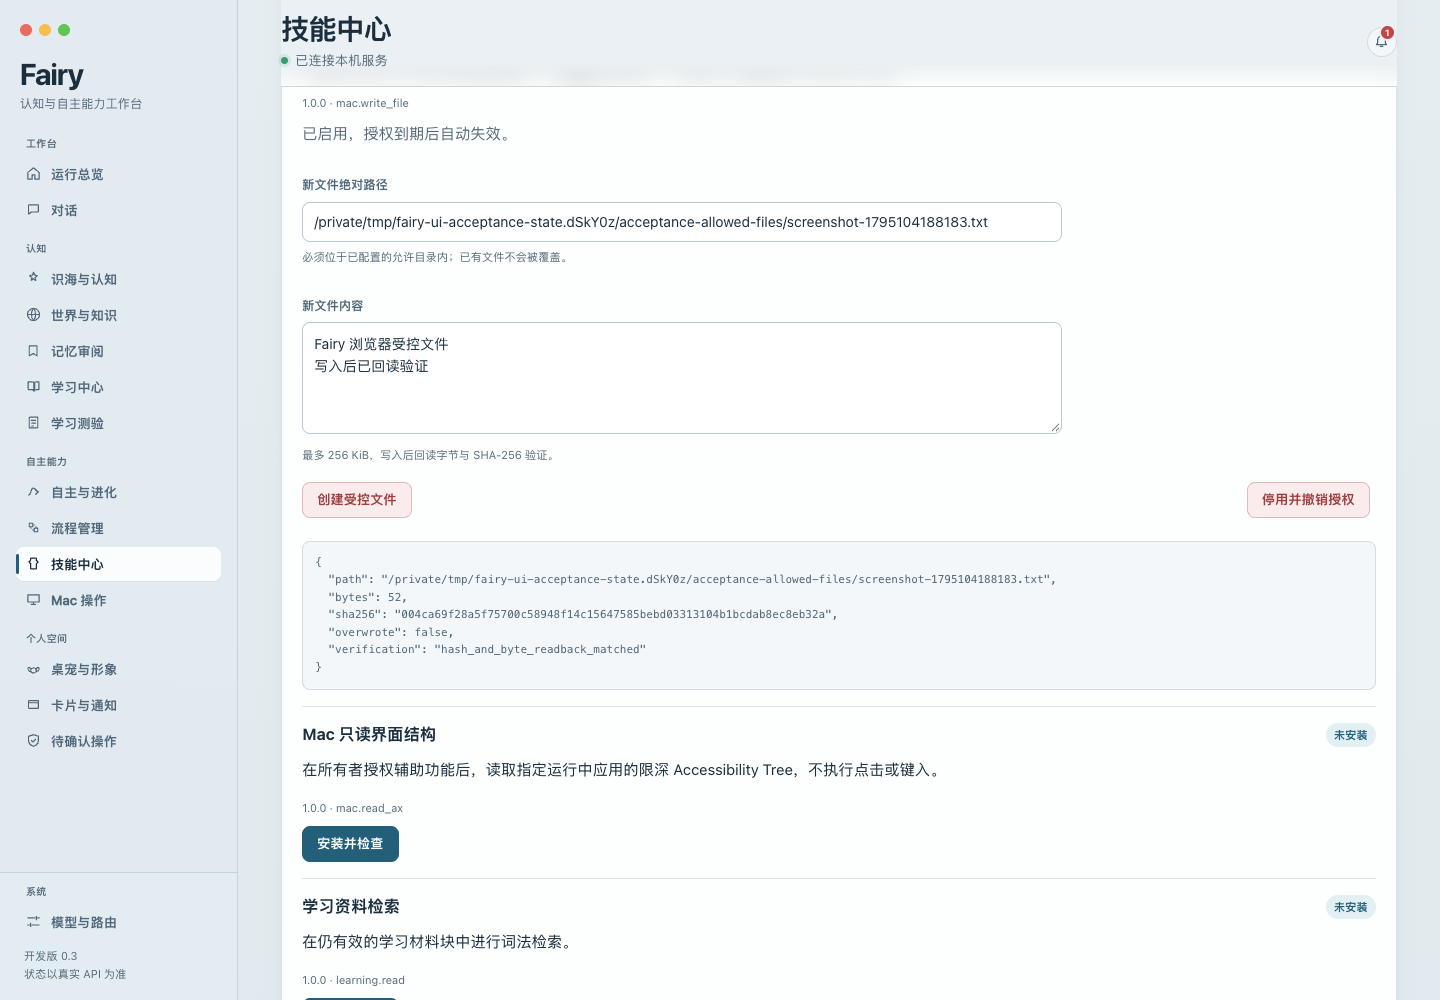 Fairy
认知与自主能力工作台
工作台
运行总览
对话
认知
识海与认知
世界与知识
记忆审阅
学习中心
学习测验
自主能力
自主与进化
流程管理
技能中心
Mac 操作
个人空间
桌宠与形象
卡片与通知
待确认操作
系统
模型与路由
开发版 0.3
状态以真实 API 为准
技能中心
已连接本机服务
1
1.0.0 · mac.write_file
已启用，授权到期后自动失效。
新文件绝对路径
/private/tmp/fairy-ui-acceptance-state.dSkY0z/acceptance-allowed-files/screenshot-1795104188183.txt
必须位于已配置的允许目录内；已有文件不会被覆盖。
新文件内容
Fairy 浏览器受控文件
写入后已回读验证
最多 256 KiB，写入后回读字节与 SHA-256 验证。
创建受控文件
停用并撤销授权
{
"path": "/private/tmp/fairy-ui-acceptance-state.dSkY0z/acceptance-allowed-files/screenshot-1795104188183.txt",
"bytes": 52,
"sha256": "004ca69f28a5f75700c58948f14c15647585bebd03313104b1bcdab8ec8eb32a",
"overwrote": false,
"verification": "hash_and_byte_readback_matched"
}
Mac 只读界面结构
未安装
在所有者授权辅助功能后，读取指定运行中应用的限深 Accessibility Tree，不执行点击或键入。
1.0.0 · mac.read_ax
安装并检查
学习资料检索
未安装
在仍有效的学习材料块中进行词法检索。
1.0.0 · learning.read